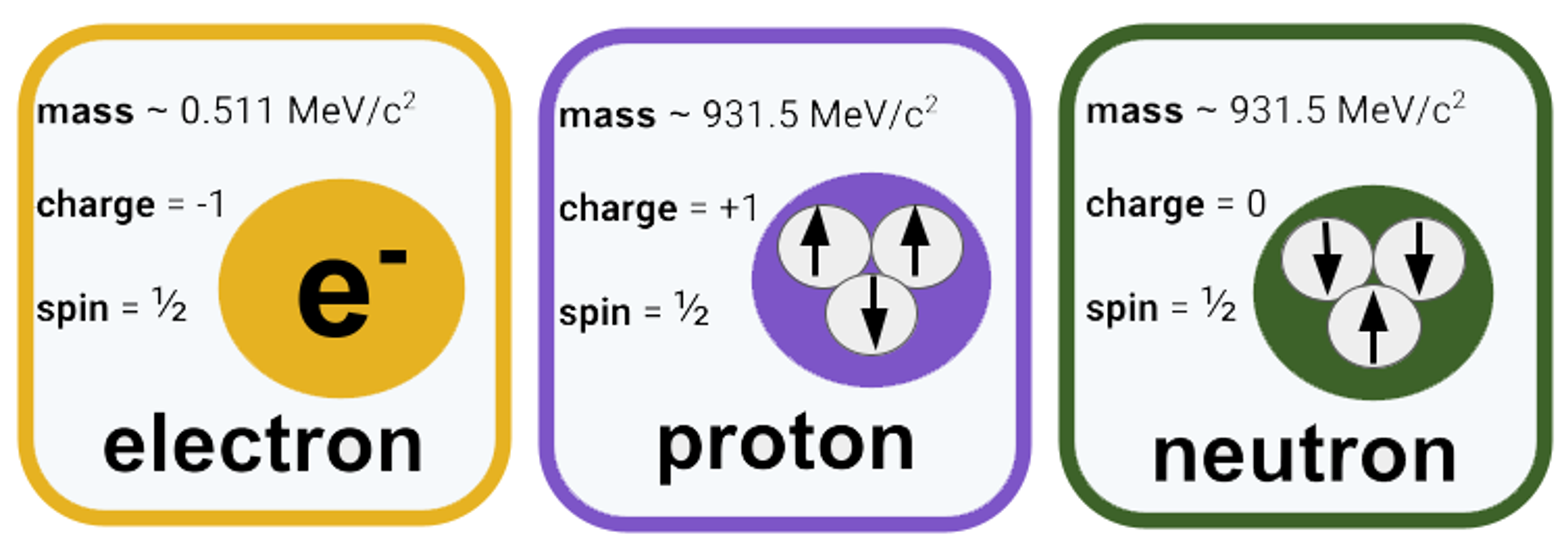 mass ~ 0.511 MeV/c²
charge = -1
spin = ½
e⁻
electron
mass ~ 931.5 MeV/c²
charge = +1
spin = ½
proton
mass ~ 931.5 MeV/c²
charge = 0
spin = ½
neutron